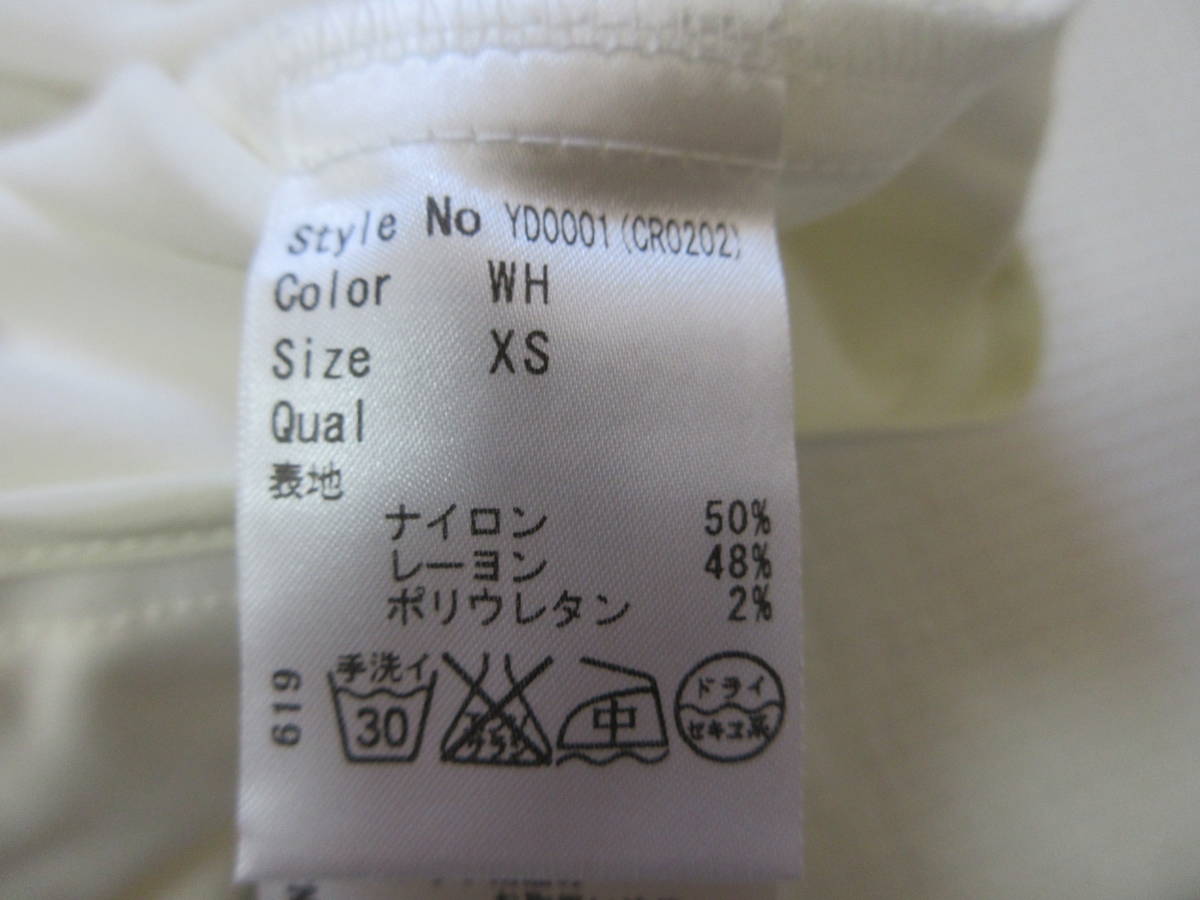 Style No YD0001(CR0202)
Color WH
Size XS
Qual
表地
ナイロン 50%
レーヨン 48%
ポリウレタン 2%
619
手洗イ
30
中
ドライ
セキユ系